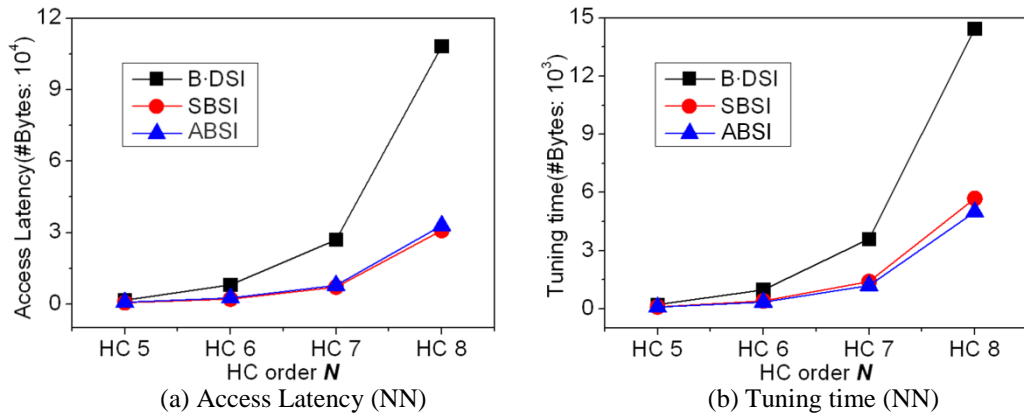 12
9
6
3
0
Access Latency(#Bytes: 10⁴)
B·DSI
SBSI
ABSI
HC 5 HC 6 HC 7 HC 8
HC order N
(a) Access Latency (NN)
15
12
9
6
3
0
Tuning time(#Bytes: 10³)
B·DSI
SBSI
ABSI
HC 5 HC 6 HC 7 HC 8
HC order N
(b) Tuning time (NN)